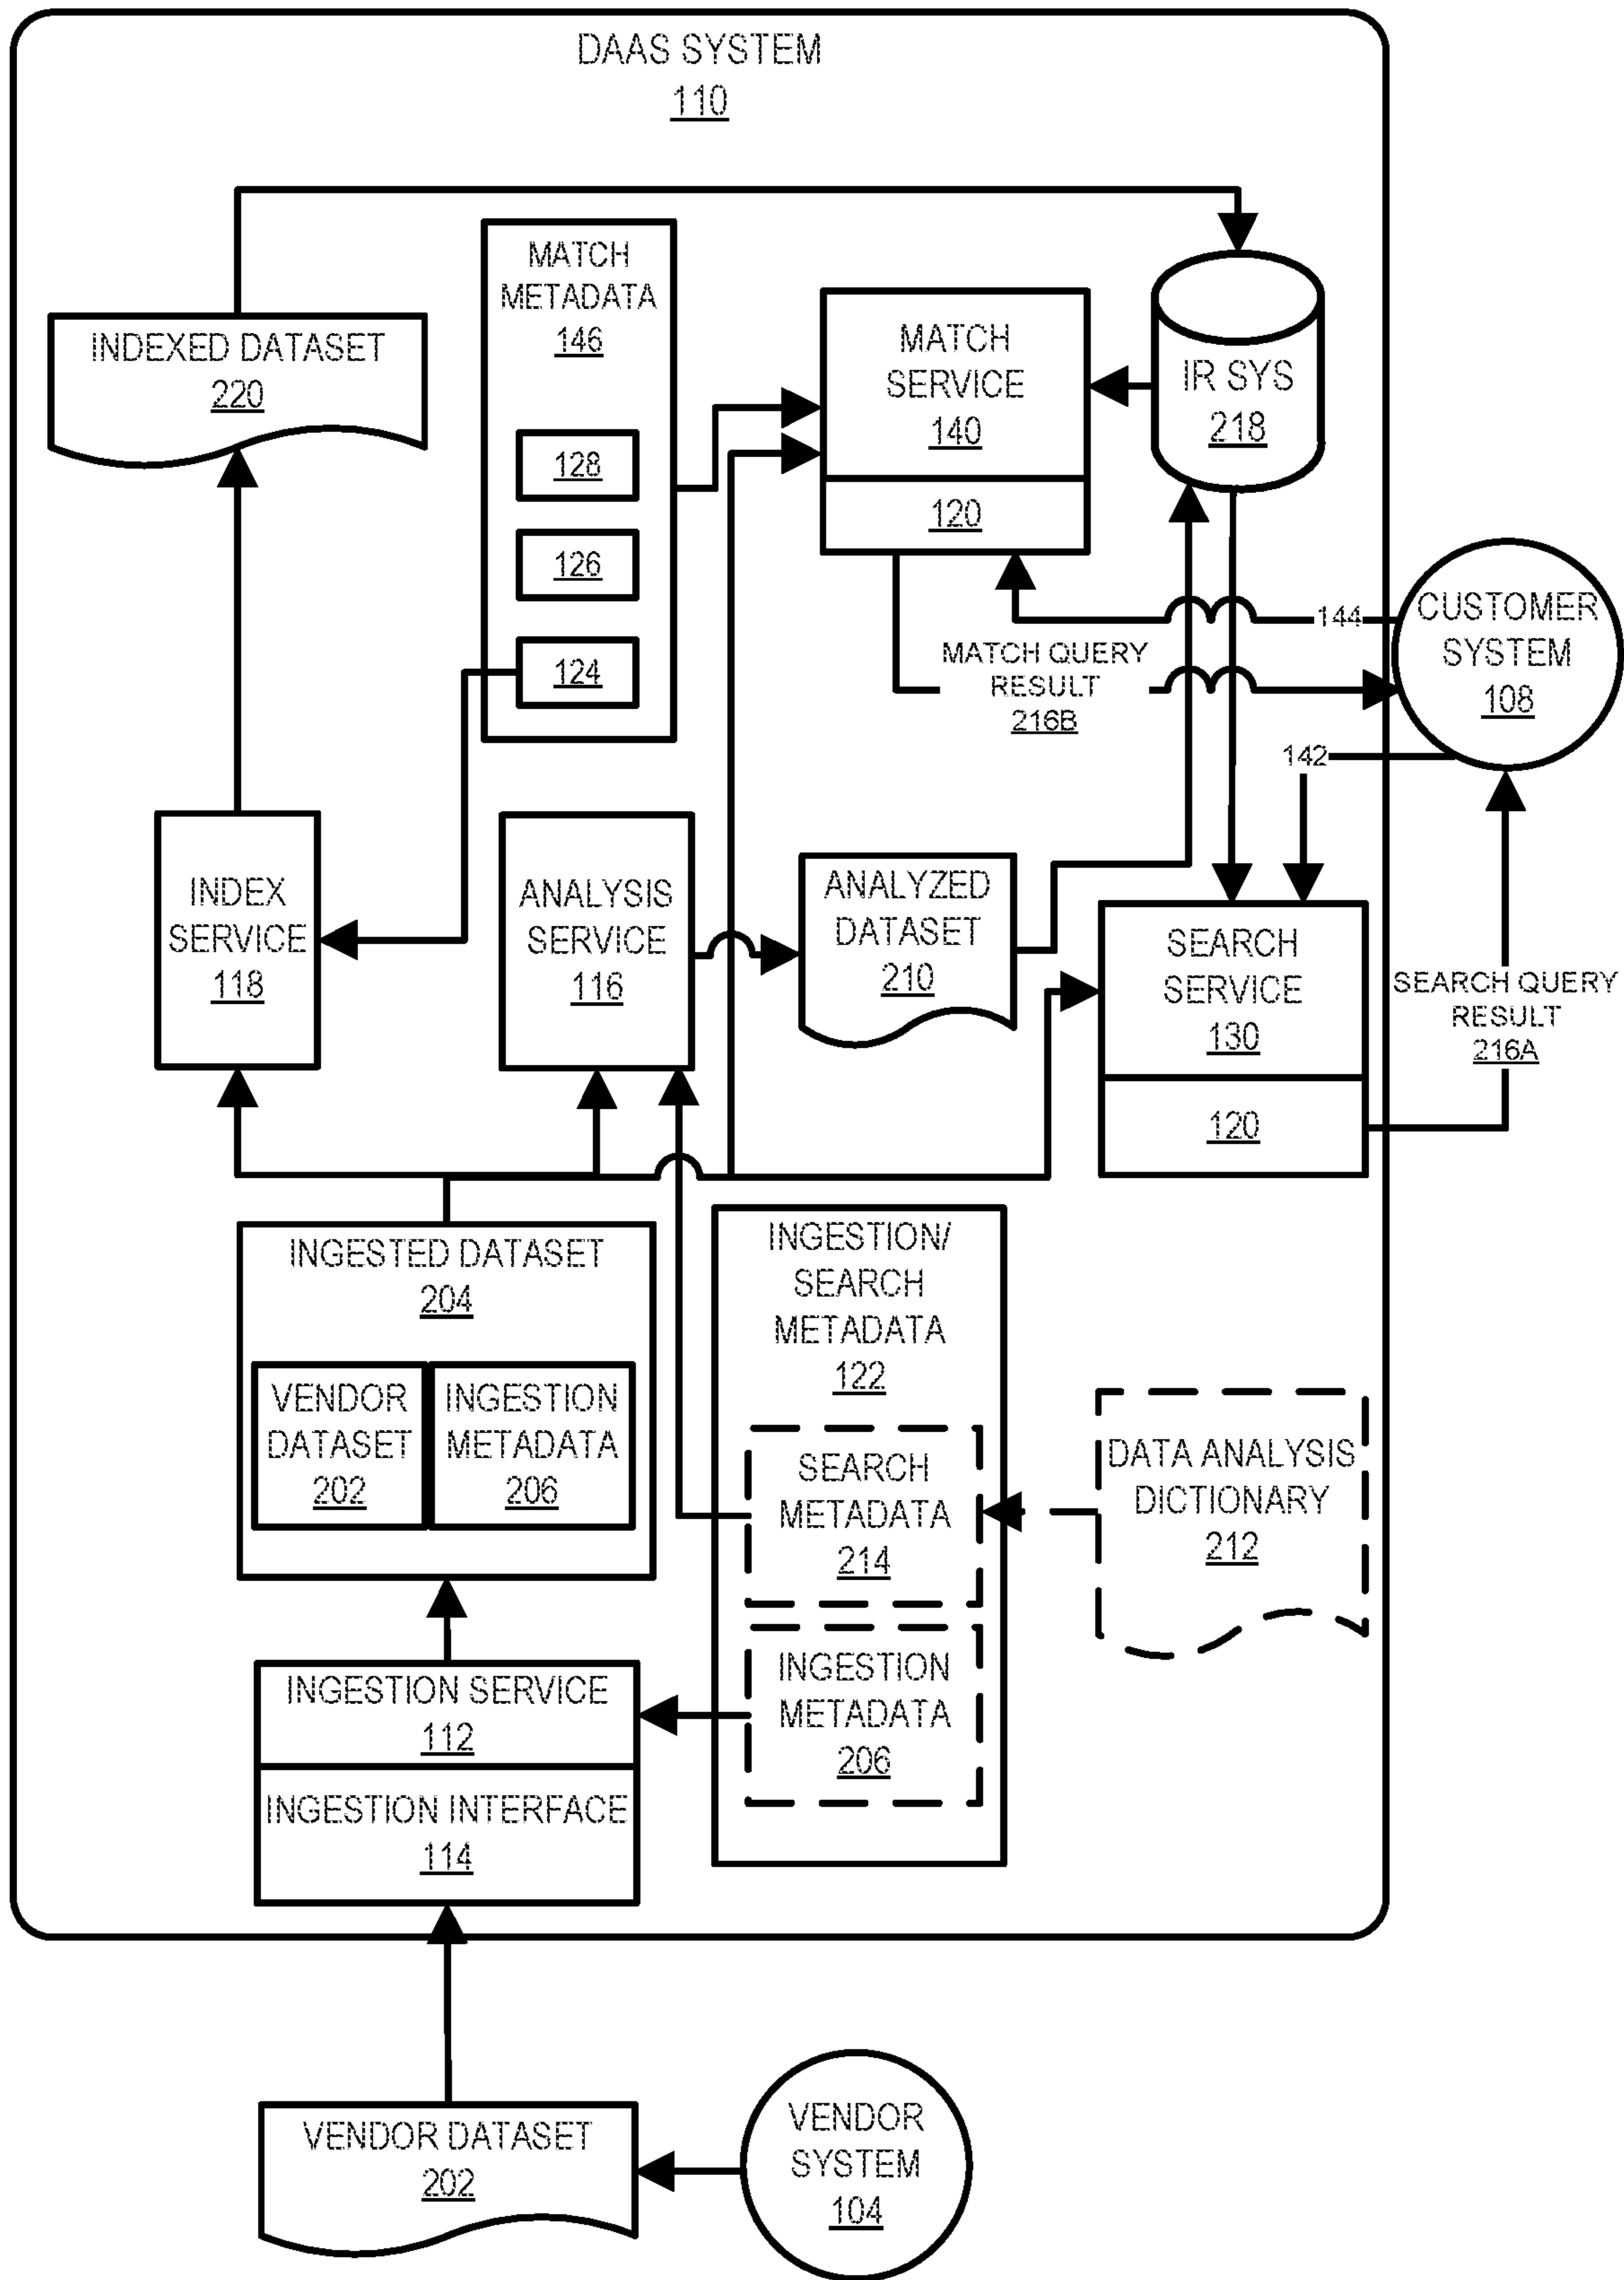 DAAS SYSTEM
110
MATCH
METADATA
146
INDEXED DATASET
220
MATCH
SERVICE
140
120
IR SYS
218
128
126
124
144
CUSTOMER
SYSTEM
108
MATCH QUERY
RESULT
216B
142
INDEX
SERVICE
118
ANALYSIS
SERVICE
116
ANALYZED
DATASET
210
SEARCH
SERVICE
130
120
SEARCH QUERY
RESULT
216A
INGESTED DATASET
204
VENDOR
DATASET
202
INGESTION
METADATA
206
INGESTION/
SEARCH
METADATA
122
SEARCH
METADATA
214
INGESTION
METADATA
206
DATA ANALYSIS
DICTIONARY
212
INGESTION SERVICE
112
INGESTION INTERFACE
114
VENDOR DATASET
202
VENDOR
SYSTEM
104